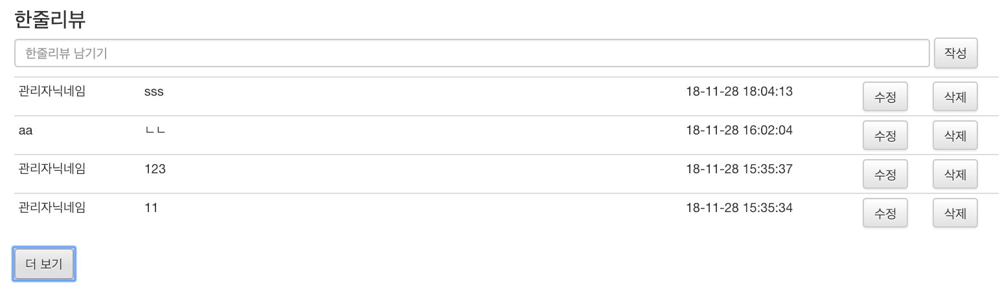 한줄리뷰
한줄리뷰 남기기 작성
관리자닉네임 sss 18-11-28 18:04:13 수정 삭제
aa ㄴㄴ 18-11-28 16:02:04 수정 삭제
관리자닉네임 123 18-11-28 15:35:37 수정 삭제
관리자닉네임 11 18-11-28 15:35:34 수정 삭제
더 보기